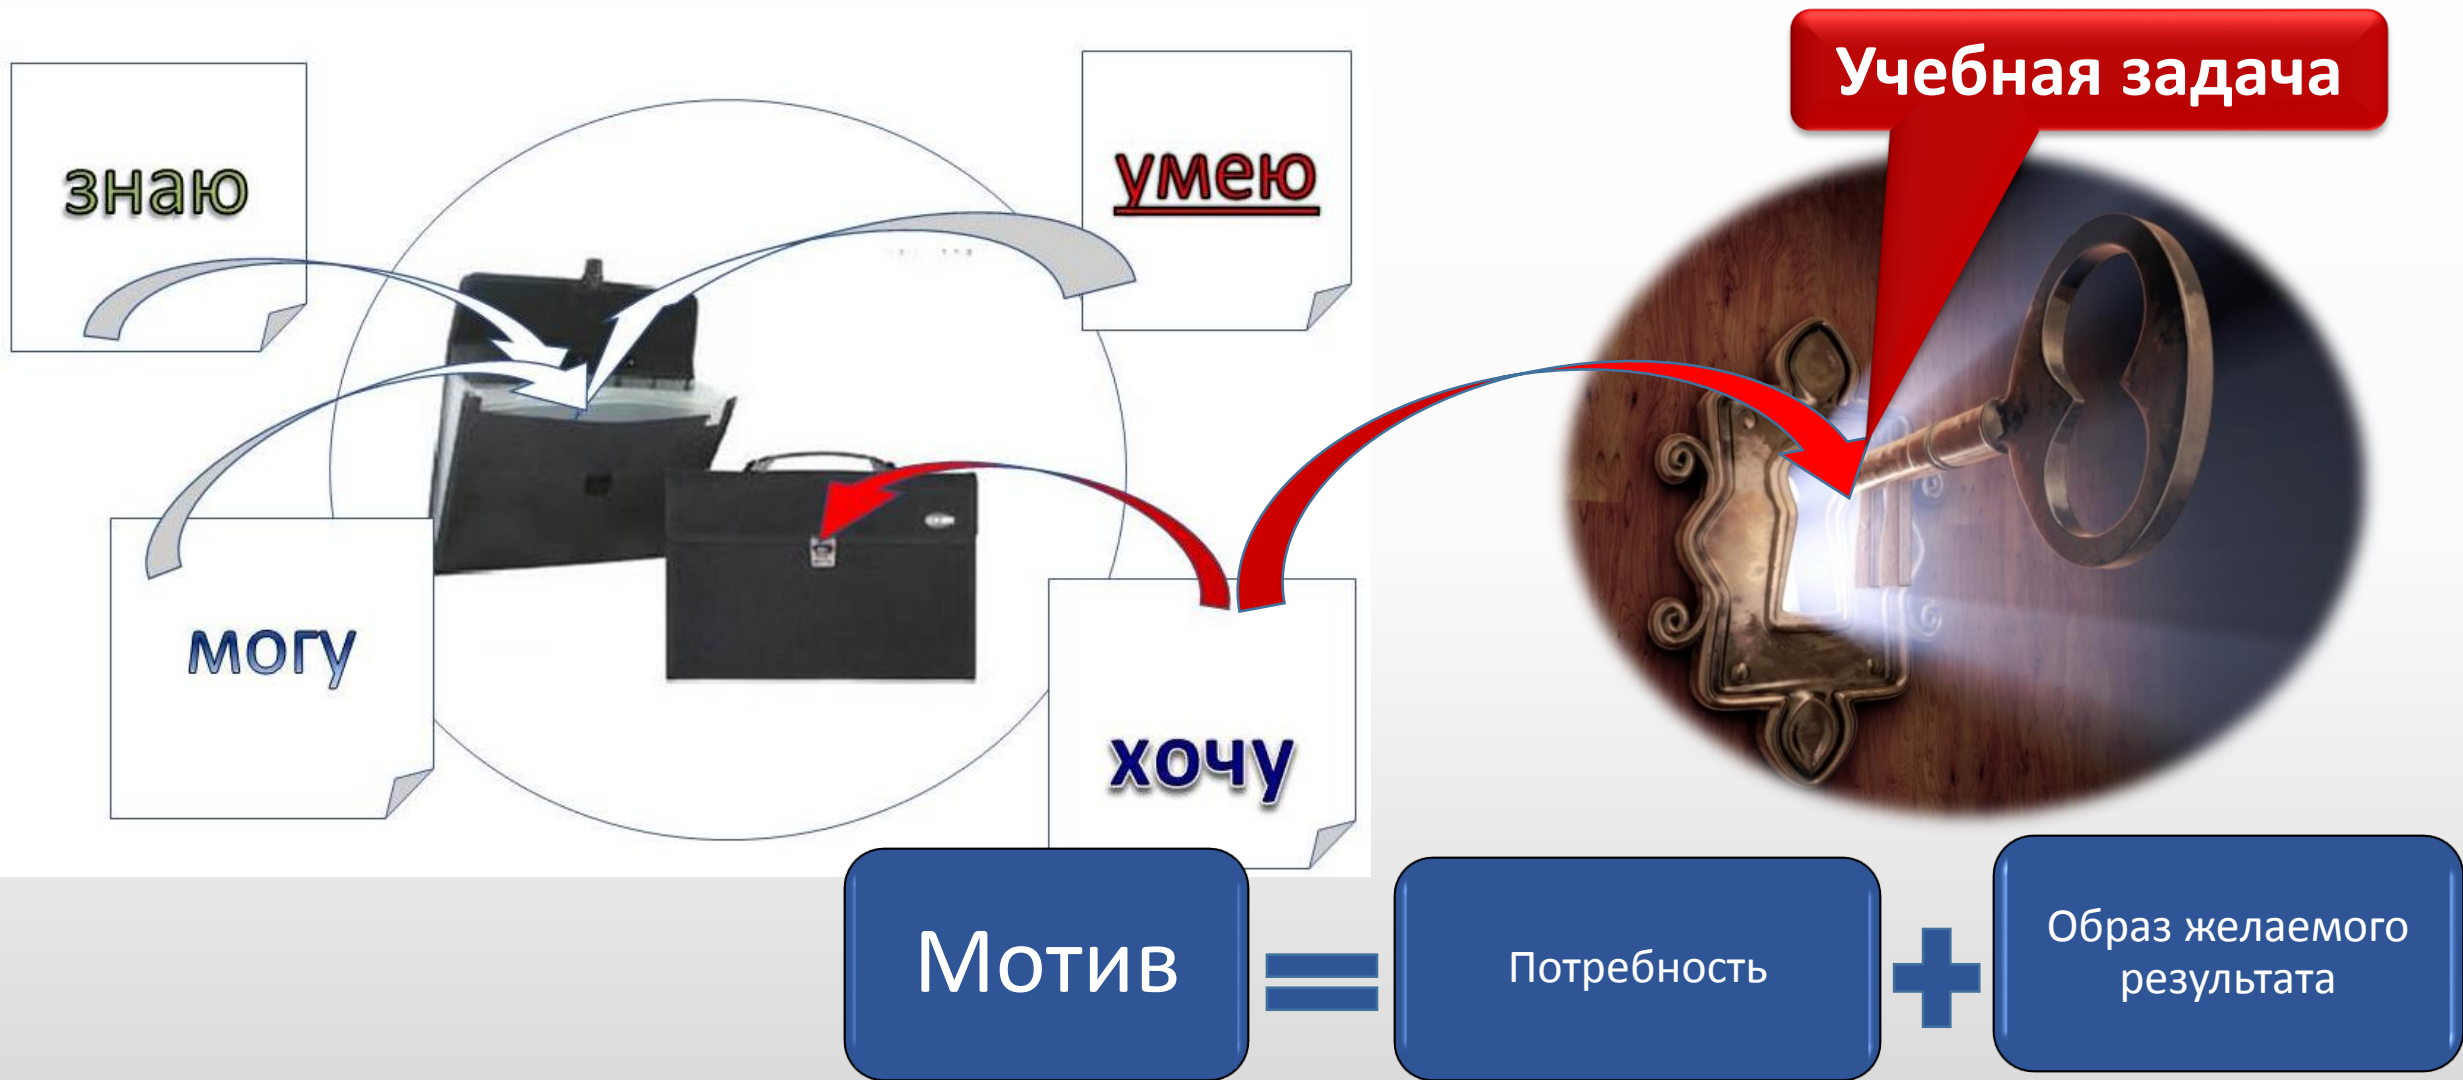 знаю
умею
Учебная задача
могу
хочу
Мотив
=
Потребность
+
Образ желаемого
результата